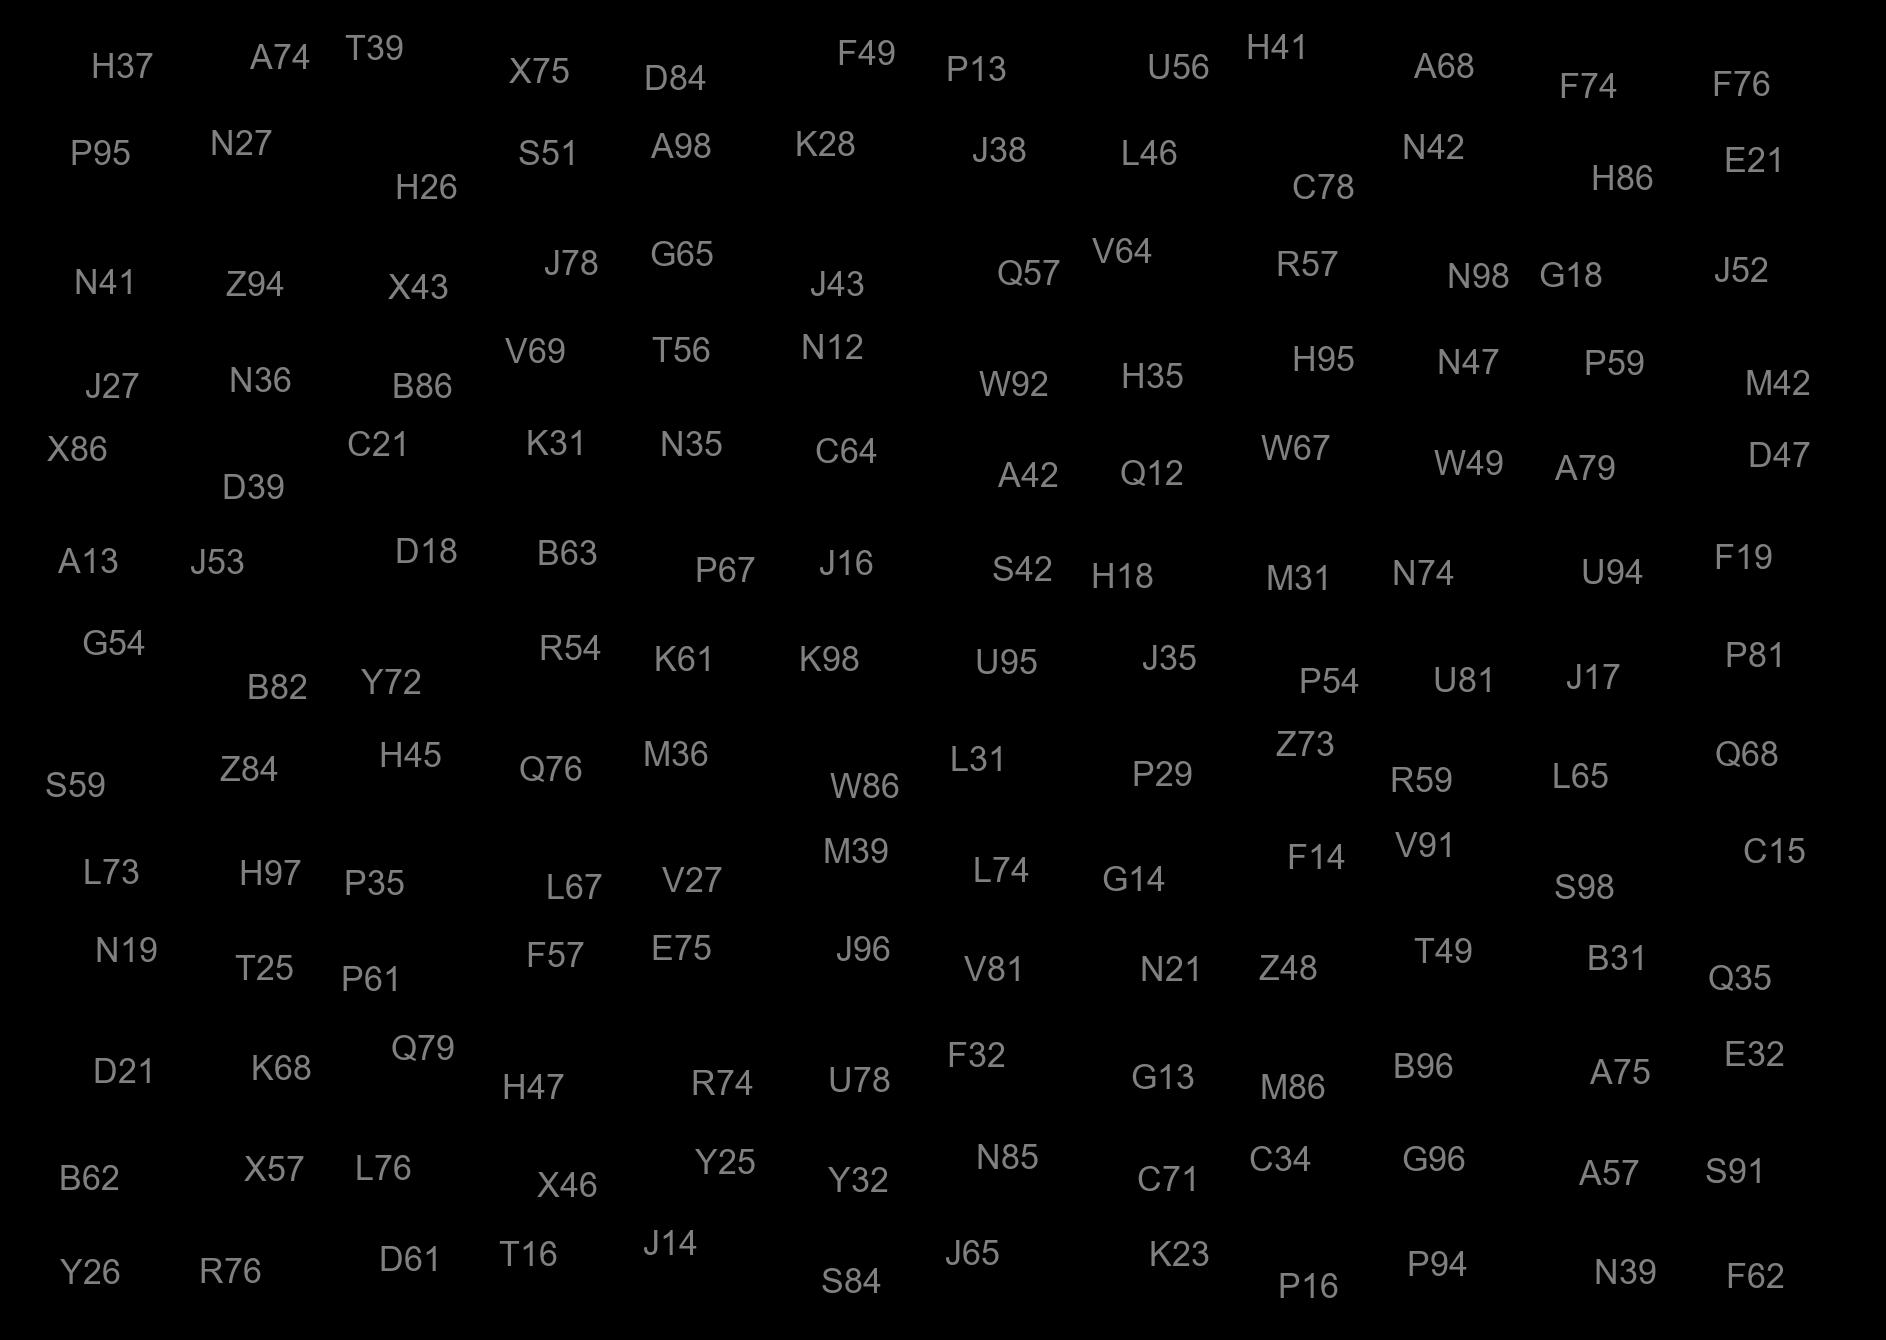 H37 A74 T39 X75 D84 F49 P13 U56 H41 A68 F74 F76
P95 N27 H26 S51 A98 K28 J38 L46 C78 N42 H86 E21
N41 Z94 X43 J78 G65 J43 Q57 V64 R57 N98 G18 J52
J27 N36 B86 V69 T56 N12 W92 H35 H95 N47 P59 M42
X86 D39 C21 K31 N35 C64 A42 Q12 W67 W49 A79 D47
A13 J53 D18 B63 P67 J16 S42 H18 M31 N74 U94 F19
G54 B82 Y72 R54 K61 K98 U95 J35 P54 U81 J17 P81
S59 Z84 H45 Q76 M36 W86 L31 P29 Z73 R59 L65 Q68
L73 H97 P35 L67 V27 M39 L74 G14 F14 V91 S98 C15
N19 T25 P61 F57 E75 J96 V81 N21 Z48 T49 B31 Q35
D21 K68 Q79 H47 R74 U78 F32 G13 M86 B96 A75 E32
B62 X57 L76 X46 Y25 Y32 N85 C71 C34 G96 A57 S91
Y26 R76 D61 T16 J14 S84 J65 K23 P16 P94 N39 F62